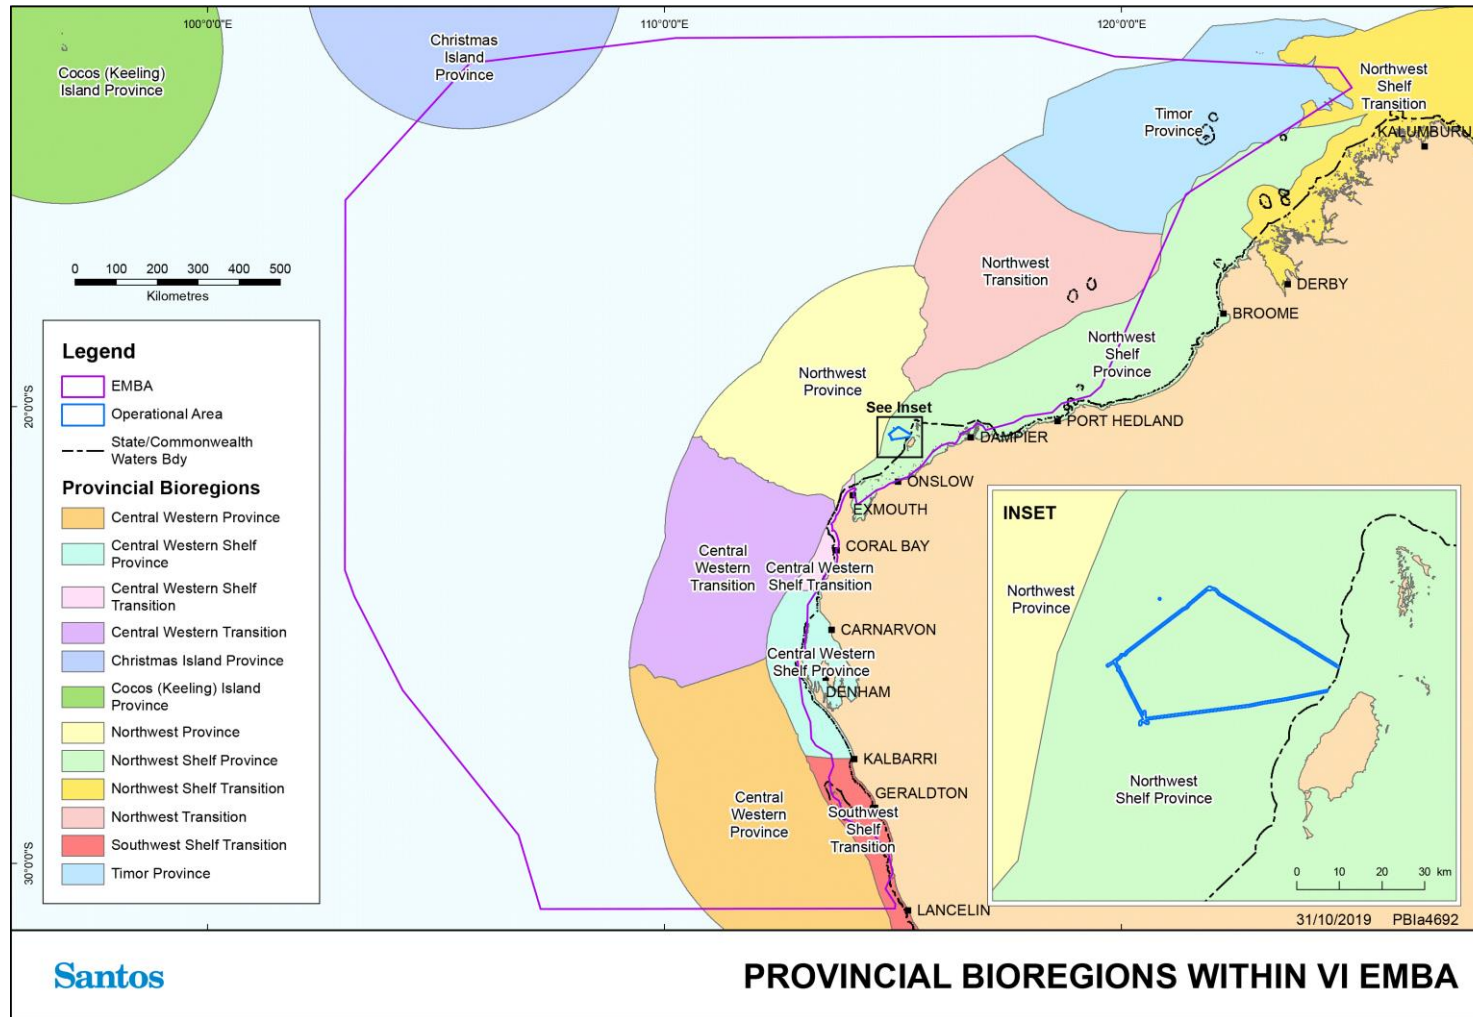 100°0'0"E
110°0'0"E
120°0'0"E
Cocos (Keeling)
Island Province
Christmas
Island
Province
Northwest
Shelf
Transition
KALUMBURU
Timor
Province
Northwest
Transition
DERBY
BROOME
0 100 200 300 400 500
Kilometres
Northwest
Shelf
Province
Northwest
Province
See Inset
20°0'0"S
PORT HEDLAND
DAMPIER
ONSLOW
EXMOUTH
CORAL BAY
Central
Western
Transition
Central Western
Shelf Transition
CARNARVON
Central Western
Shelf Province
DENHAM
KALBARRI
GERALDTON
Central
Western
Province
Southwest
Shelf
Transition
30°0'0"S
LANCELIN
Legend
EMBA
Operational Area
State/Commonwealth
Waters Bdy
Provincial Bioregions
Central Western Province
Central Western Shelf
Province
Central Western Shelf
Transition
Central Western Transition
Christmas Island Province
Cocos (Keeling) Island
Province
Northwest Province
Northwest Shelf Province
Northwest Shelf Transition
Northwest Transition
Southwest Shelf Transition
Timor Province
INSET
Northwest
Province
Northwest
Shelf Province
0 10 20 30 km
31/10/2019 PBIa4692
Santos
PROVINCIAL BIOREGIONS WITHIN VI EMBA